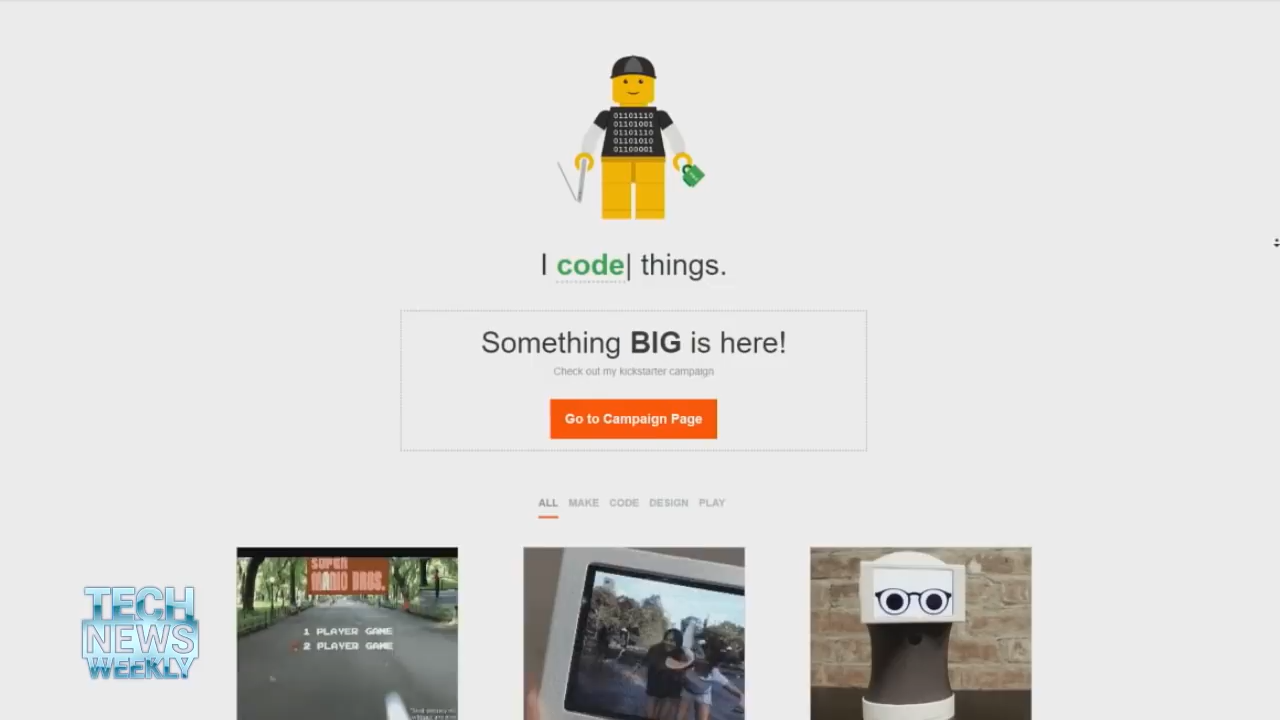 01101110
01101001
01101110
01101010
01100001
I code| things.
Something BIG is here!
Check out my kickstarter campaign
Go to Campaign Page
ALL MAKE CODE DESIGN PLAY
SUPER
MARIO BROS.
1 PLAYER GAME
2 PLAYER GAME
TECH
NEWS
WEEKLY